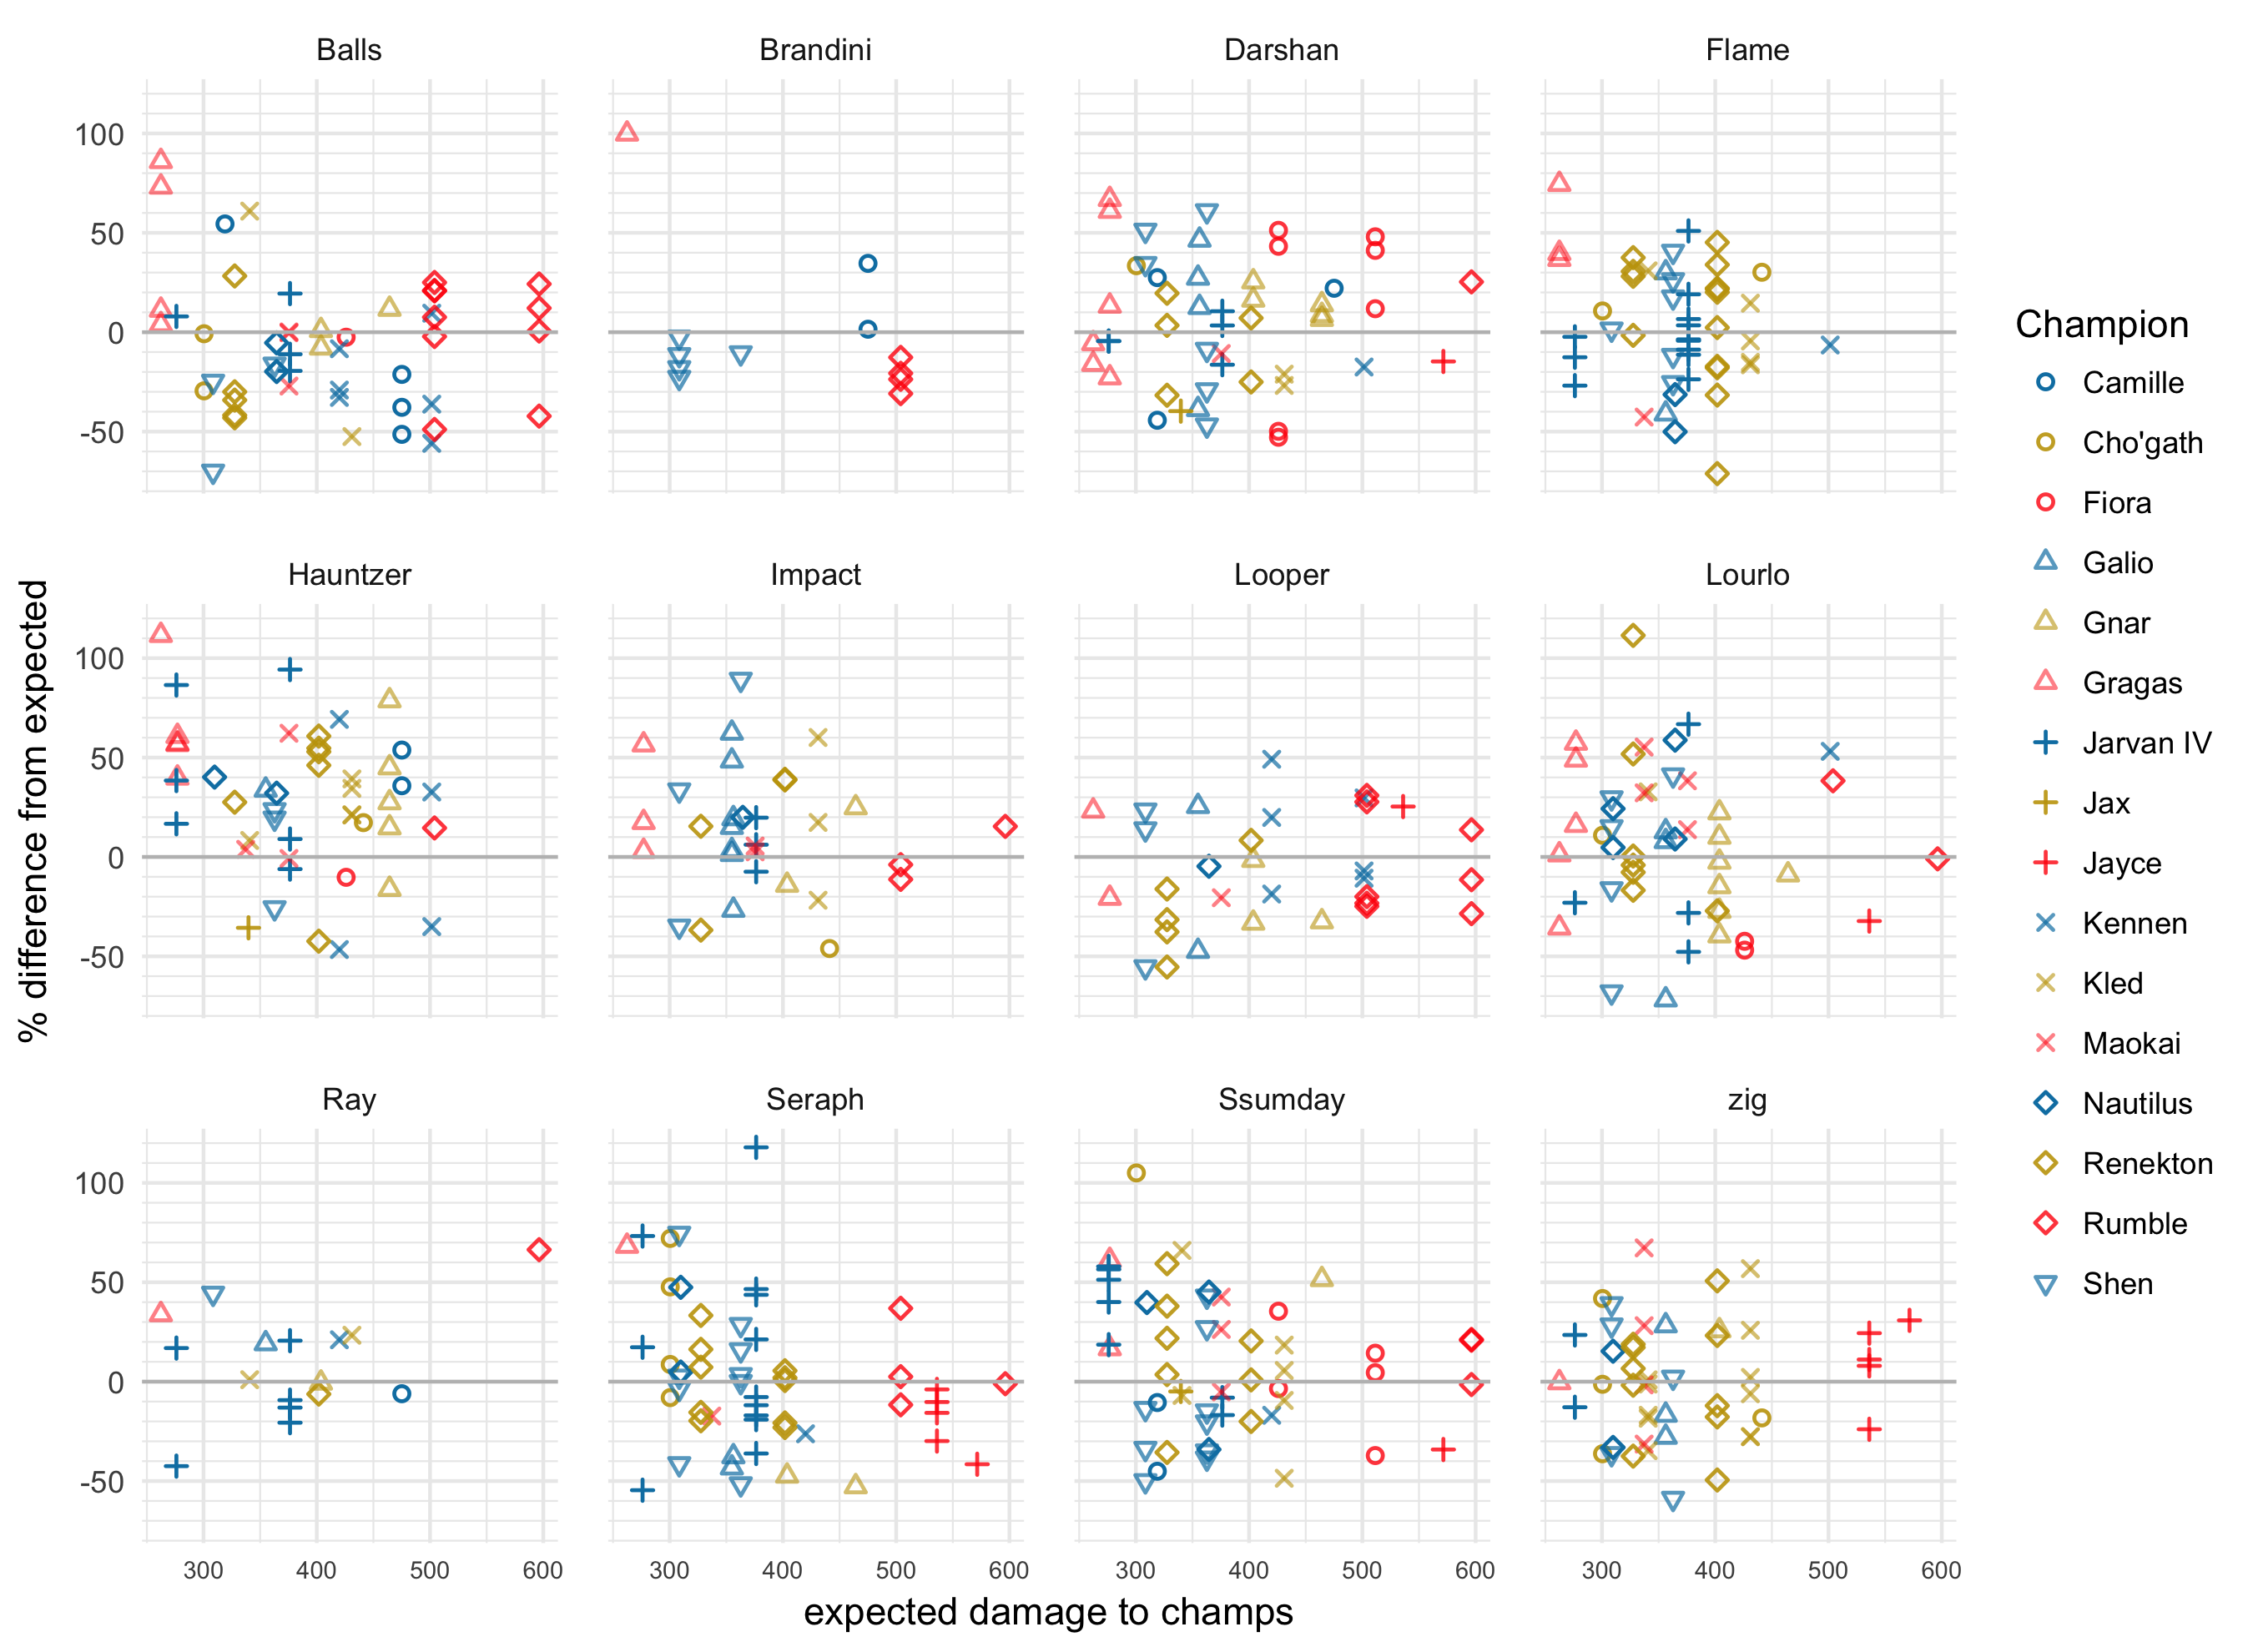 Balls Brandini Darshan Flame
100
50
0
-50
Hauntzer Impact Looper Lourlo
100
50
0
-50
Ray Seraph Ssumday zig
100
50
0
-50
300 400 500 600 300 400 500 600 300 400 500 600 300 400 500 600
expected damage to champs
% difference from expected
Champion
Camille
Cho'gath
Fiora
Galio
Gnar
Gragas
Jarvan IV
Jax
Jayce
Kennen
Kled
Maokai
Nautilus
Renekton
Rumble
Shen